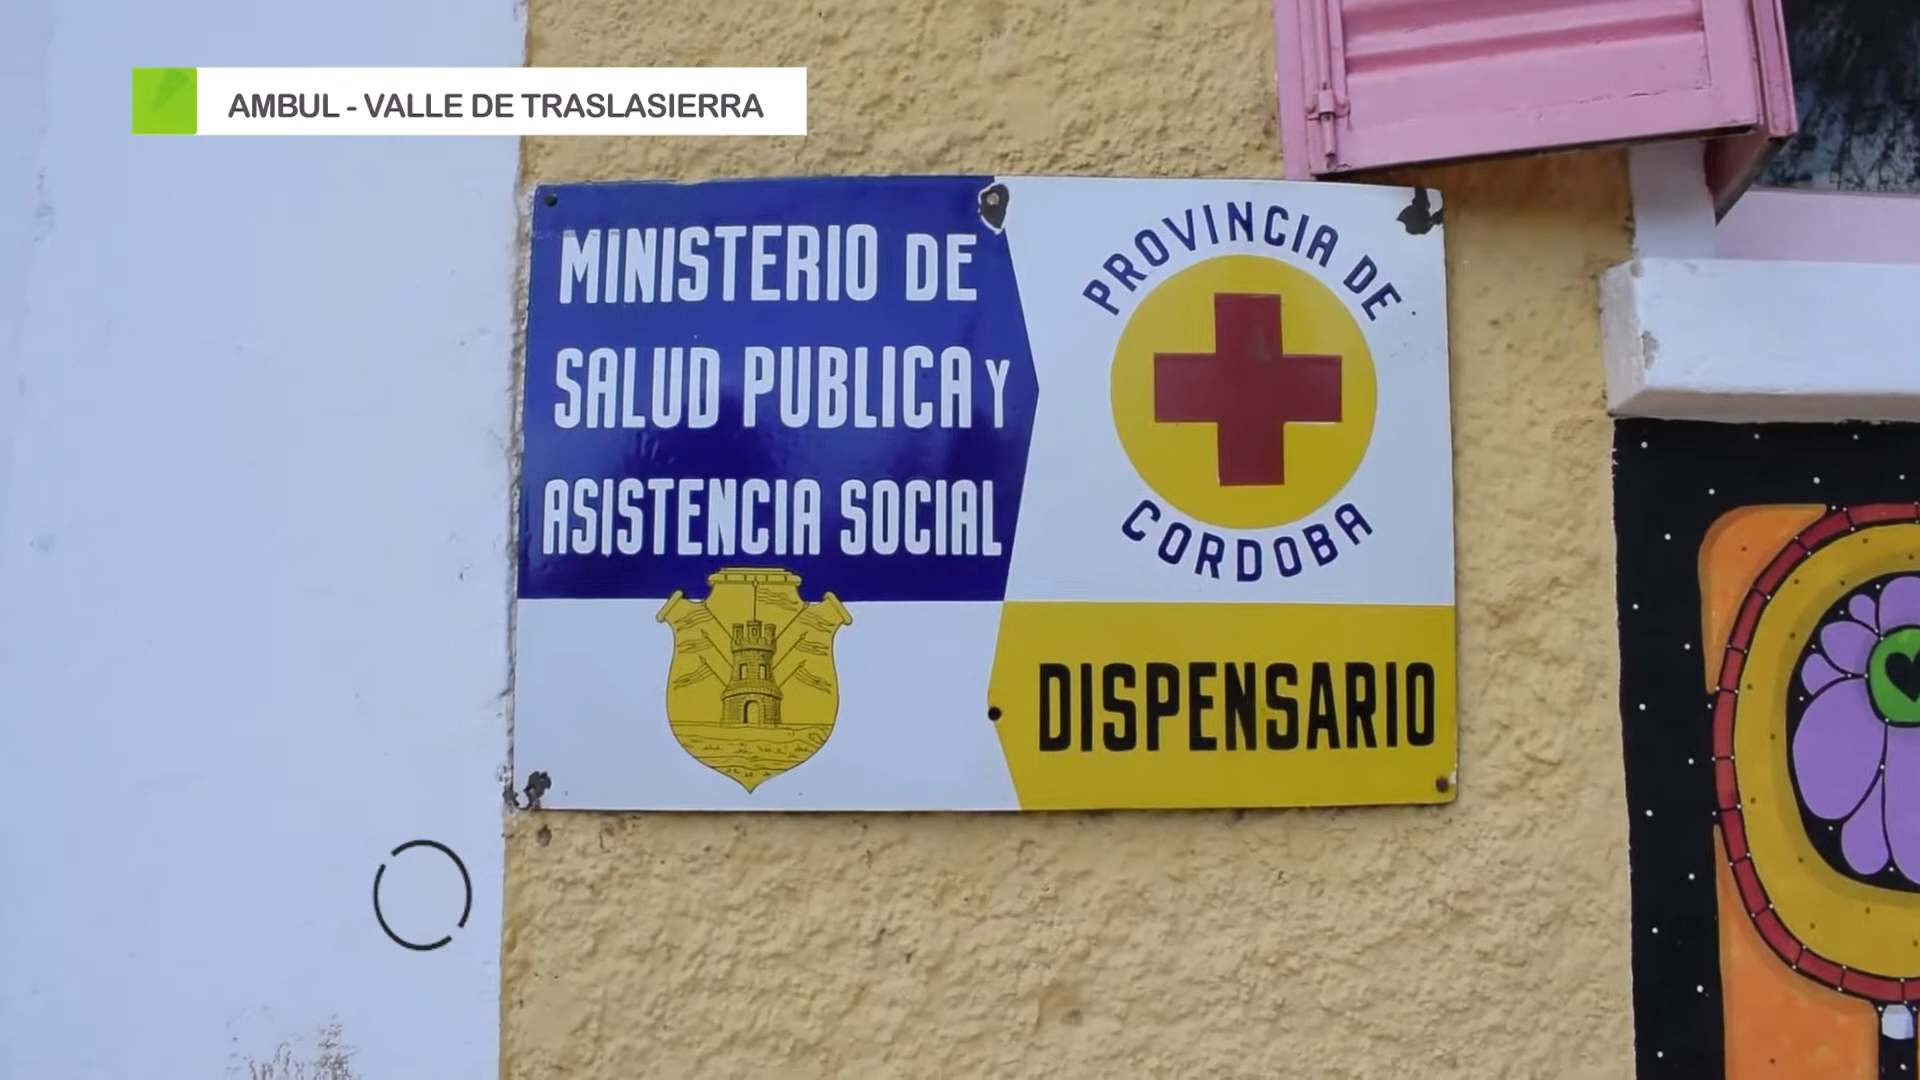 AMBUL - VALLE DE TRASLASIERRA
MINISTERIO DE
SALUD PUBLICA Y
ASISTENCIA SOCIAL
PROVINCIA DE
CORDOBA
DISPENSARIO